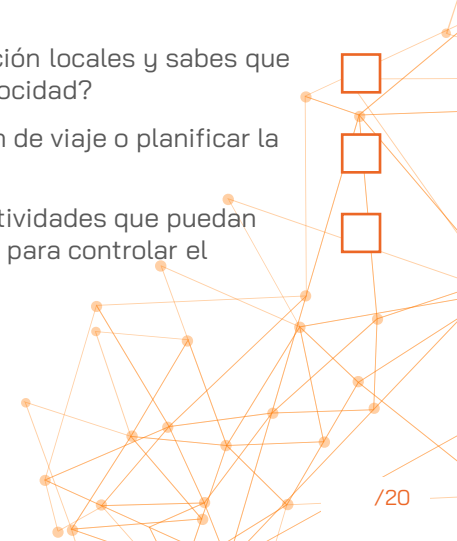 ción locales y sabes que
ocidad?
n de viaje o planificar la
tividades que puedan
para controlar el
/20